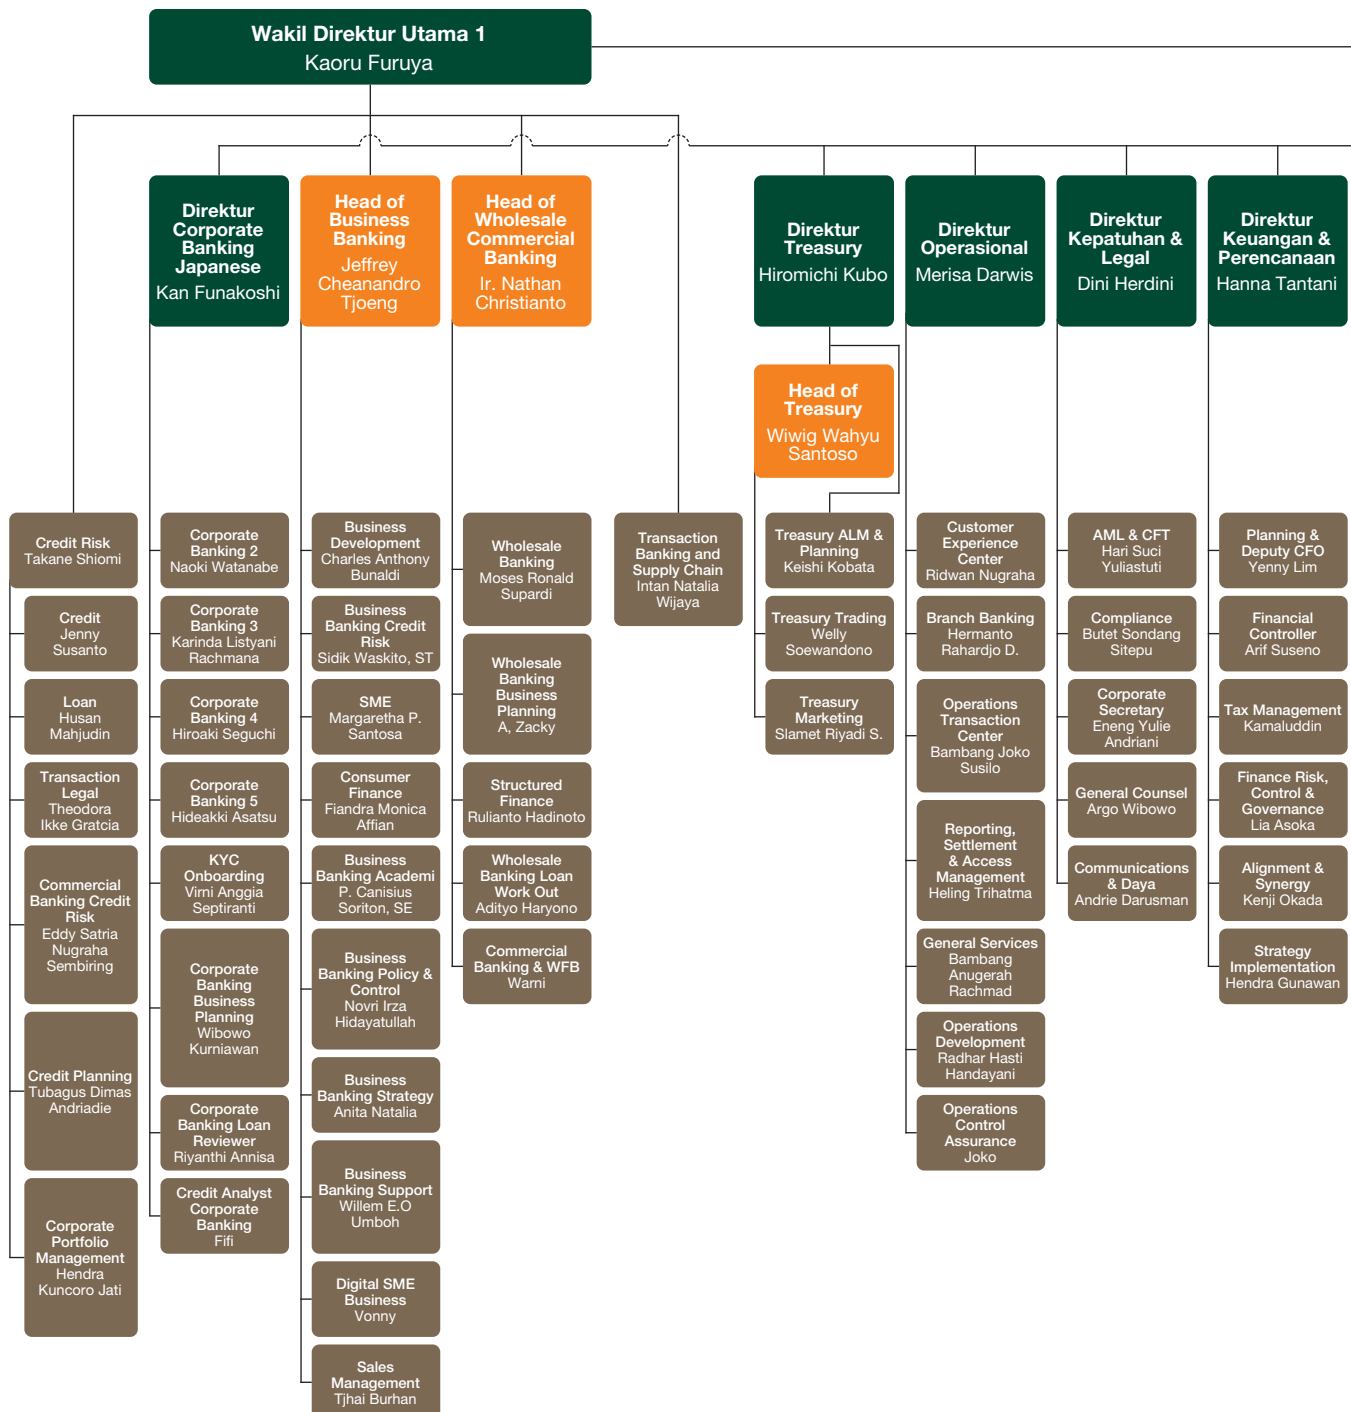 Wakil Direktur Utama 1
Kaoru Furuya
Direktur
Corporate
Banking
Japanese
Kan Funakoshi
Head of
Business
Banking
Jeffrey
Cheanandro
Tjoeng
Head of
Wholesale
Commercial
Banking
Ir. Nathan
Christianto
Direktur
Treasury
Hiromichi Kubo
Direktur
Operasional
Merisa Darwis
Direktur
Kepatuhan &
Legal
Dini Herdini
Direktur
Keuangan &
Perencanaan
Hanna Tantani
Head of
Treasury
Wiwig Wahyu
Santoso
Credit Risk
Takane Shiomi
Credit
Jenny
Susanto
Loan
Husan
Mahjudin
Transaction
Legal
Theodora
Ikke Gratcia
Commercial
Banking Credit
Risk
Eddy Satria
Nugraha
Sembiring
Credit Planning
Tubagus Dimas
Andriadie
Corporate
Portfolio
Management
Hendra
Kuncoro Jati
Corporate
Banking 2
Naoki Watanabe
Corporate
Banking 3
Karinda Listyani
Rachmana
Corporate
Banking 4
Hiroaki Seguchi
Corporate
Banking 5
Hideakki Asatsu
KYC
Onboarding
Virni Anggia
Septiranti
Corporate
Banking
Business
Planning
Wibowo
Kurniawan
Corporate
Banking Loan
Reviewer
Riyanthi Annisa
Credit Analyst
Corporate
Banking
Fifi
Business
Development
Charles Anthony
Bunaldi
Business
Banking Credit
Risk
Sidik Waskito, ST
SME
Margaretha P.
Santosa
Consumer
Finance
Fiandra Monica
Affian
Business
Banking Academi
P. Canisius
Soriton, SE
Business
Banking Policy &
Control
Novri Irza
Hidayatullah
Business
Banking Strategy
Anita Natalia
Business
Banking Support
Willem E.O
Umboh
Digital SME
Business
Vonny
Sales
Management
Tjhai Burhan
Wholesale
Banking
Moses Ronald
Supardi
Wholesale
Banking
Business
Planning
A, Zacky
Structured
Finance
Rulianto Hadinoto
Wholesale
Banking Loan
Work Out
Adityo Haryono
Commercial
Banking & WFB
Warni
Transaction
Banking and
Supply Chain
Intan Natalia
Wijaya
Treasury ALM &
Planning
Keishi Kobata
Treasury Trading
Welly
Soewandono
Treasury
Marketing
Slamet Riyadi S.
Customer
Experience
Center
Ridwan Nugraha
Branch Banking
Hermanto
Rahardjo D.
Operations
Transaction
Center
Bambang Joko
Susilo
Reporting,
Settlement
& Access
Management
Heling Trihatma
General Services
Bambang
Anugerah
Rachmad
Operations
Development
Radhar Hasti
Handayani
Operations
Control
Assurance
Joko
AML & CFT
Hari Suci
Yuliastuti
Compliance
Butet Sondang
Sitepu
Corporate
Secretary
Eneng Yulie
Andriani
General Counsel
Argo Wibowo
Communications
& Daya
Andrie Darusman
Planning &
Deputy CFO
Yenny Lim
Financial
Controller
Arif Suseno
Tax Management
Kamaluddin
Finance Risk,
Control &
Governance
Lia Asoka
Alignment &
Synergy
Kenji Okada
Strategy
Implementation
Hendra Gunawan